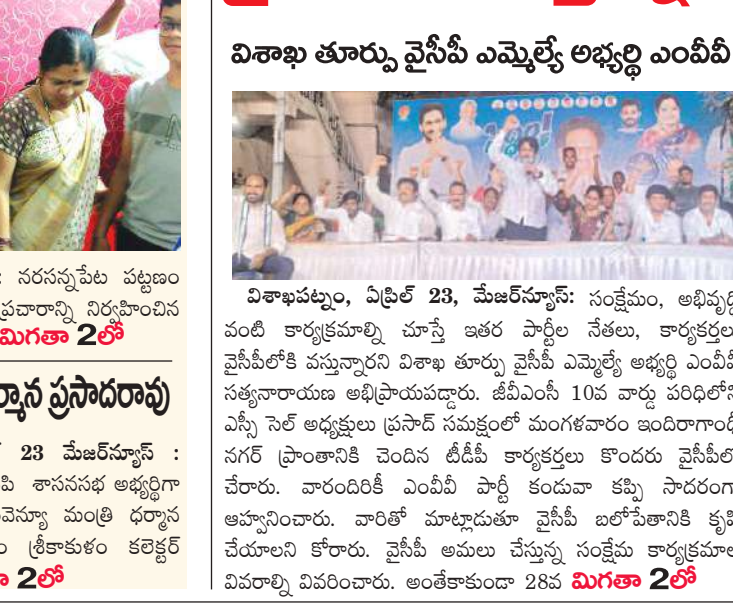 : నరసన్నపేట పట్టణం
ప్రచారాన్ని నిర్వహించిన
మిగతా 2లో
ర్మాన ప్రసాదరావు
23 మేజర్‌న్యూస్ :
పి శాసనసభ అభ్యర్థిగా
వెన్యూ మంత్రి ధర్మాన
శ్రీకాకుళం కలెక్టర్
2లో
విశాఖ తూర్పు వైసీపీ ఎమ్మెల్యే అభ్యర్థి ఎంవీవీ
విశాఖపట్నం, ఏప్రిల్ 23, మేజర్‌న్యూస్: సంక్షేమం, అభివృద్ధి
వంటి కార్యక్రమాల్ని చూస్తే ఇతర పార్టీల నేతలు, కార్యకర్తలు
వైసీపీలోకి వస్తున్నారని విశాఖ తూర్పు వైసీపీ ఎమ్మెల్యే అభ్యర్థి ఎంవీవీ
సత్యనారాయణ అభిప్రాయపడ్డారు. జీవీఎంసీ 10వ వార్డు పరిధిలోని
ఎస్సీ సెల్ అధ్యక్షులు ప్రసాద్ సమక్షంలో మంగళవారం ఇందిరాగాంధీ
నగర్ ప్రాంతానికి చెందిన టీడీపీ కార్యకర్తలు కొందరు వైసీపీలో
చేరారు. వారందిరికీ ఎంవీవీ పార్టీ కండువా కప్పి సాదరంగా
ఆహ్వనించారు. వారితో మాట్లాడుతూ వైసీపీ బలోపేతానికి కృషి
చేయాలని కోరారు. వైసీపీ అమలు చేస్తున్న సంక్షేమ కార్యక్రమాల
వివరాల్ని వివరించారు. అంతేకాకుండా 28వ మిగతా 2లో